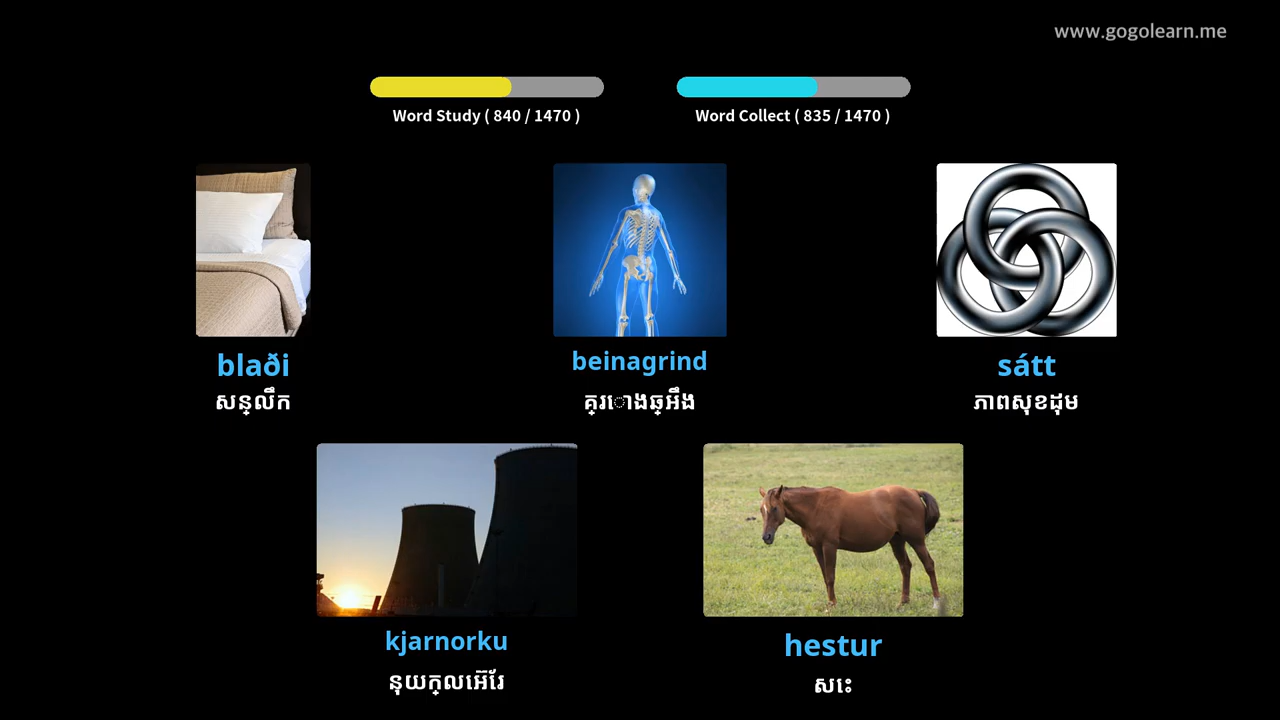 www.gogolearn.me
Word Study ( 840 / 1470 )
Word Collect ( 835 / 1470 )
blaði
beinagrind
sátt
សន្លឹក
គ្រោងឆ្អឹង
ភាពសុខដុម
kjarnorku
hestur
នុយក្លេអ៊ែរ
សេះ